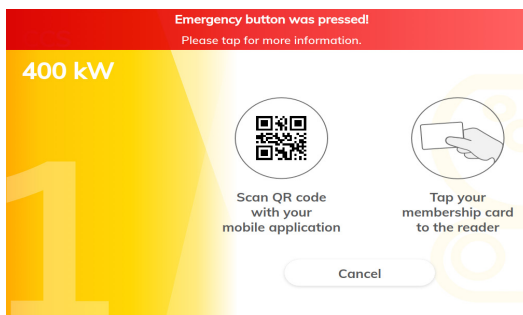 Emergency button was pressed!
Please tap for more information.
400 kW
1
Scan QR code
with your
mobile application
Tap your
membership card
to the reader
Cancel